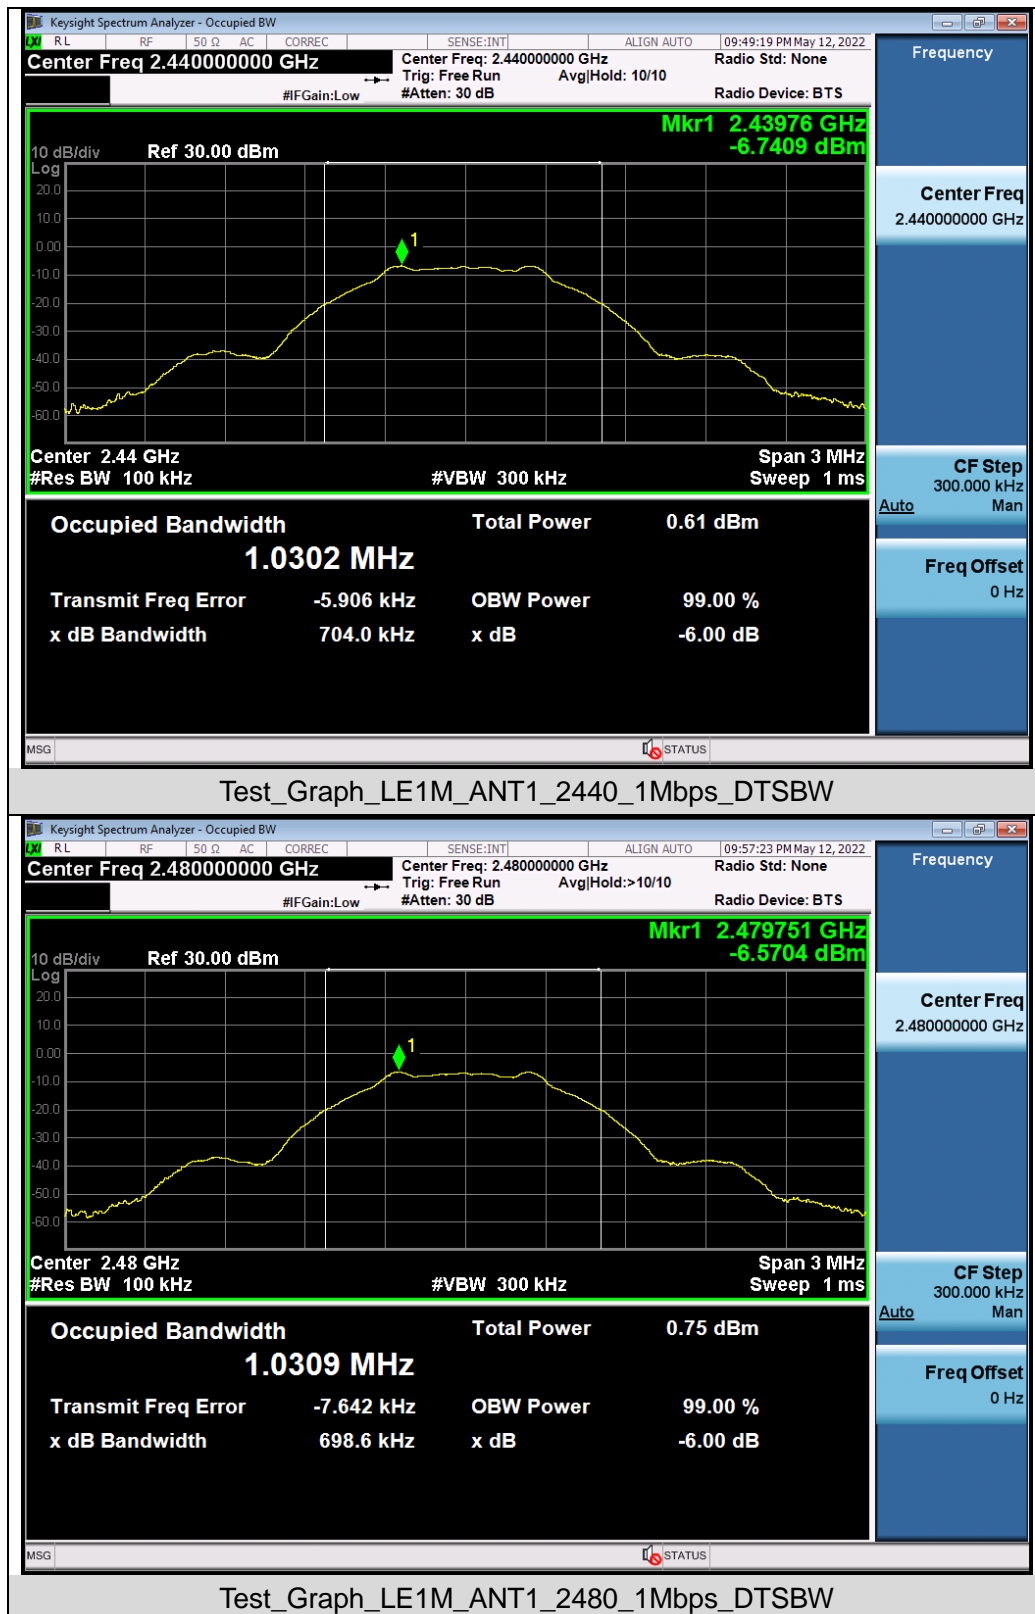 Keysight Spectrum Analyzer - Occupied BW
LXI RL RF 50 Ω AC CORREC SENSE:INT ALIGN AUTO 09:49:19 PM May 12, 2022
Center Freq 2.440000000 GHz
Center Freq: 2.440000000 GHz
Radio Std: None
Trig: Free Run Avg|Hold: 10/10
#IFGain:Low
#Atten: 30 dB
Radio Device: BTS
Frequency
Mkr1 2.43976 GHz
-6.7409 dBm
10 dB/div Ref 30.00 dBm
Log
20.0
10.0
0.00
-10.0
-20.0
-30.0
-40.0
-50.0
-60.0
1
Center 2.44 GHz
Span 3 MHz
#Res BW 100 kHz
#VBW 300 kHz
Sweep 1 ms
Center Freq
2.440000000 GHz
CF Step
300.000 kHz
Auto Man
Freq Offset
0 Hz
Occupied Bandwidth
1.0302 MHz
Total Power 0.61 dBm
Transmit Freq Error -5.906 kHz
OBW Power 99.00 %
x dB Bandwidth 704.0 kHz
x dB -6.00 dB
MSG
STATUS
Test_Graph_LE1M_ANT1_2440_1Mbps_DTSBW
Keysight Spectrum Analyzer - Occupied BW
LXI RL RF 50 Ω AC CORREC SENSE:INT ALIGN AUTO 09:57:23 PM May 12, 2022
Center Freq 2.480000000 GHz
Center Freq: 2.480000000 GHz
Radio Std: None
Trig: Free Run Avg|Hold:>10/10
#IFGain:Low
#Atten: 30 dB
Radio Device: BTS
Frequency
Mkr1 2.479751 GHz
-6.5704 dBm
10 dB/div Ref 30.00 dBm
Log
20.0
10.0
0.00
-10.0
-20.0
-30.0
-40.0
-50.0
-60.0
1
Center 2.48 GHz
Span 3 MHz
#Res BW 100 kHz
#VBW 300 kHz
Sweep 1 ms
Center Freq
2.480000000 GHz
CF Step
300.000 kHz
Auto Man
Freq Offset
0 Hz
Occupied Bandwidth
1.0309 MHz
Total Power 0.75 dBm
Transmit Freq Error -7.642 kHz
OBW Power 99.00 %
x dB Bandwidth 698.6 kHz
x dB -6.00 dB
MSG
STATUS
Test_Graph_LE1M_ANT1_2480_1Mbps_DTSBW